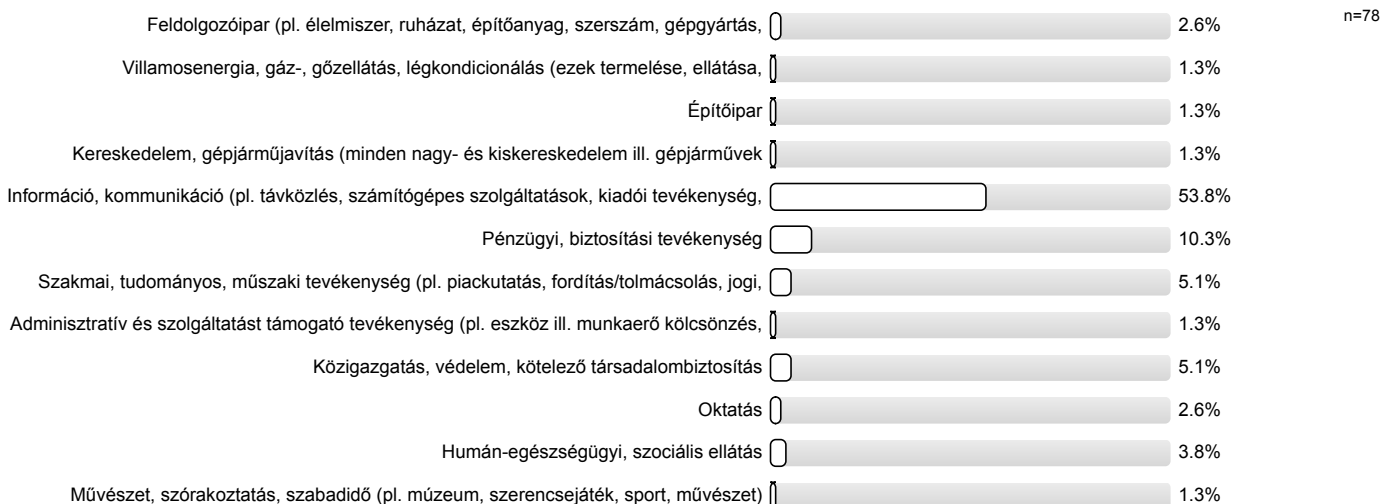 n=78
Feldolgozóipar (pl. élelmiszer, ruházat, építőanyag, szerszám, gépgyártás, 2.6%
Villamosenergia, gáz-, gőzellátás, légkondicionálás (ezek termelése, ellátása, 1.3%
Építőipar 1.3%
Kereskedelem, gépjárműjavítás (minden nagy- és kiskereskedelem ill. gépjárművek 1.3%
Információ, kommunikáció (pl. távközlés, számítógépes szolgáltatások, kiadói tevékenység, 53.8%
Pénzügyi, biztosítási tevékenység 10.3%
Szakmai, tudományos, műszaki tevékenység (pl. piackutatás, fordítás/tolmácsolás, jogi, 5.1%
Adminisztratív és szolgáltatást támogató tevékenység (pl. eszköz ill. munkaerő kölcsönzés, 1.3%
Közigazgatás, védelem, kötelező társadalombiztosítás 5.1%
Oktatás 2.6%
Humán-egészségügyi, szociális ellátás 3.8%
Művészet, szórakoztatás, szabadidő (pl. múzeum, szerencsejáték, sport, művészet) 1.3%